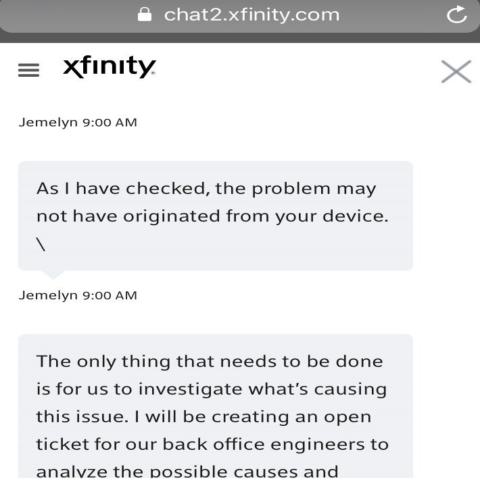 chat2.xfinity.com
xfinity
Jemelyn 9:00 AM
As I have checked, the problem may
not have originated from your device.
\
Jemelyn 9:00 AM
The only thing that needs to be done
is for us to investigate what's causing
this issue. I will be creating an open
ticket for our back office engineers to
analyze the possible causes and